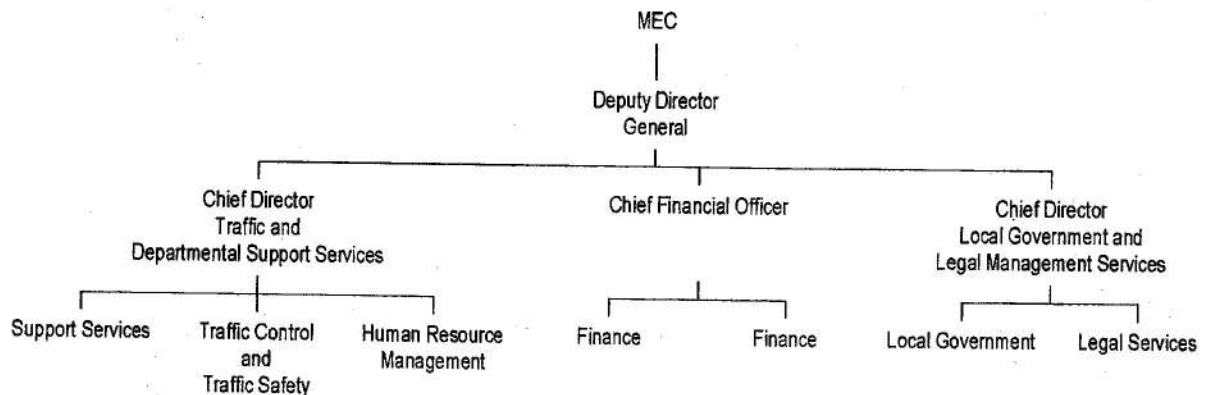 MEC
Deputy Director
General
Chief Director
Traffic and
Departmental Support Services
Chief Financial Officer
Chief Director
Local Government and
Legal Management Services
Support Services
Traffic Control
and
Traffic Safety
Human Resource
Management
Finance
Finance
Local Government
Legal Services